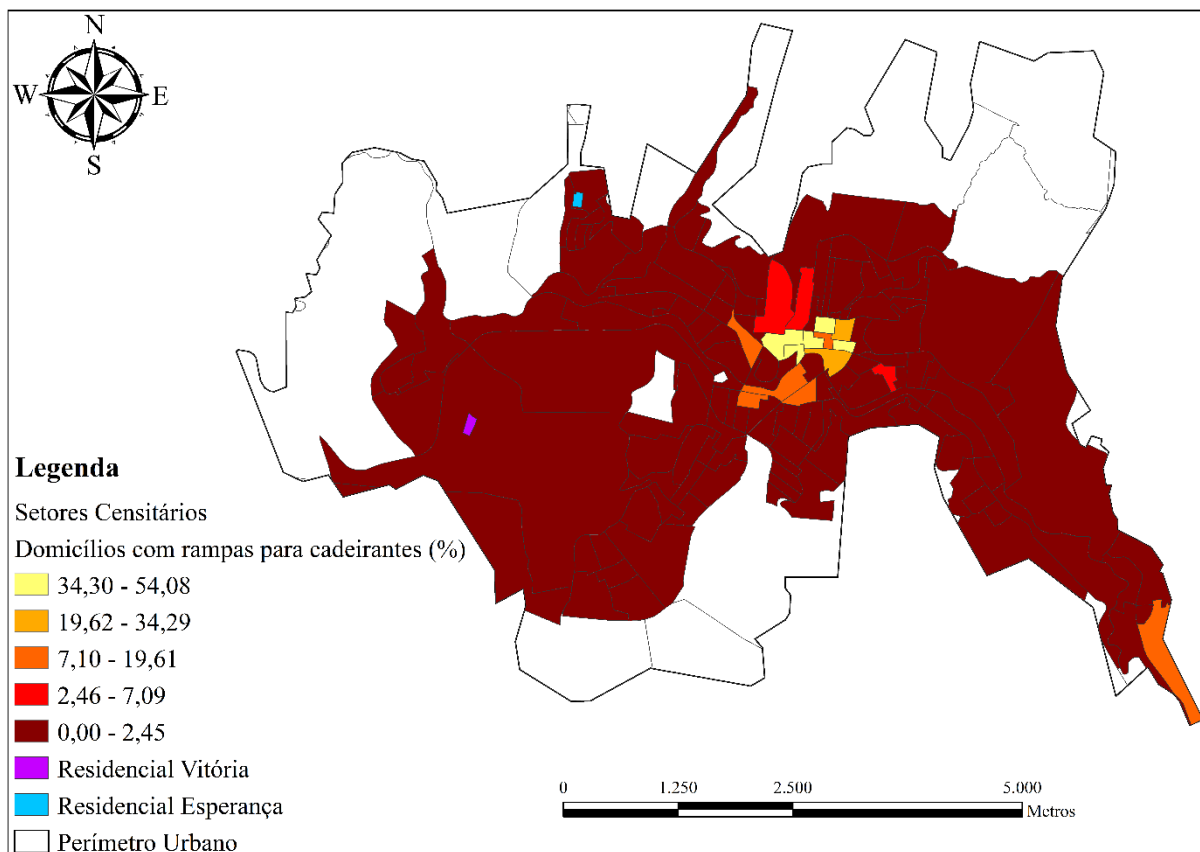 N
W E
S
Legenda
Setores Censitários
Domicílios com rampas para cadeirantes (%)
34,30 - 54,08
19,62 - 34,29
7,10 - 19,61
2,46 - 7,09
0,00 - 2,45
Residencial Vitória
Residencial Esperança
Perímetro Urbano
0 1.250 2.500 5.000
Metros